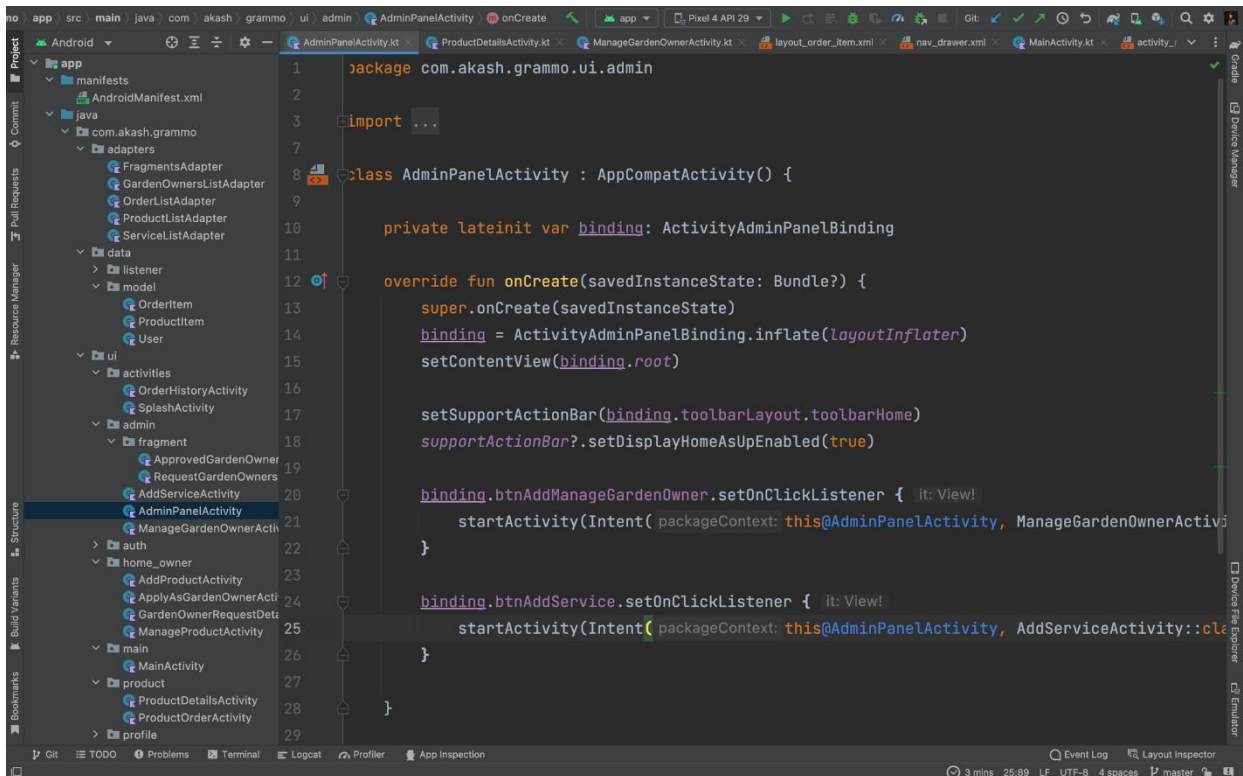 mo app src main java com akash grammo ui admin AdminPanelActivity onCreate app Pixel 4 API 29 Git:
Project Android AdminPanelActivity.kt ProductDetailsActivity.kt ManageGardenOwnerActivity.kt layout_order_item.xml nav_drawer.xml MainActivity.kt activity_r
app
manifests
AndroidManifest.xml
java
com.akash.grammo
adapters
FragmentsAdapter
GardenOwnersListAdapter
OrderListAdapter
ProductListAdapter
ServiceListAdapter
data
listener
model
OrderItem
ProductItem
User
ui
activities
OrderHistoryActivity
SplashActivity
admin
fragment
ApprovedGardenOwner
RequestGardenOwners
AddServiceActivity
AdminPanelActivity
ManageGardenOwnerActiv
auth
home_owner
AddProductActivity
ApplyAsGardenOwnerActi
GardenOwnerRequestDeta
ManageProductActivity
main
MainActivity
product
ProductDetailsActivity
ProductOrderActivity
profile
Commit
Pull Requests
Resource Manager
Structure
Build Variants
Bookmarks
1 package com.akash.grammo.ui.admin
2
3 import ...
7
8 class AdminPanelActivity : AppCompatActivity() {
9
10 private lateinit var binding: ActivityAdminPanelBinding
11
12 override fun onCreate(savedInstanceState: Bundle?) {
13 super.onCreate(savedInstanceState)
14 binding = ActivityAdminPanelBinding.inflate(layoutInflater)
15 setContentView(binding.root)
16
17 setSupportActionBar(binding.toolbarLayout.toolbarHome)
18 supportActionBar?.setDisplayHomeAsUpEnabled(true)
19
20 binding.btnAddManageGardenOwner.setOnClickListener { it: View!
21 startActivity(Intent( packageContext: this@AdminPanelActivity, ManageGardenOwnerActivi
22 }
23
24 binding.btnAddService.setOnClickListener { it: View!
25 startActivity(Intent( packageContext: this@AdminPanelActivity, AddServiceActivity::cla
26 }
27
28 }
29
Gradle
Device Manager
Device File Explorer
Emulator
Git TODO Problems Terminal Logcat Profiler App Inspection Event Log Layout Inspector
3 mins 25:89 LF UTF-8 4 spaces master